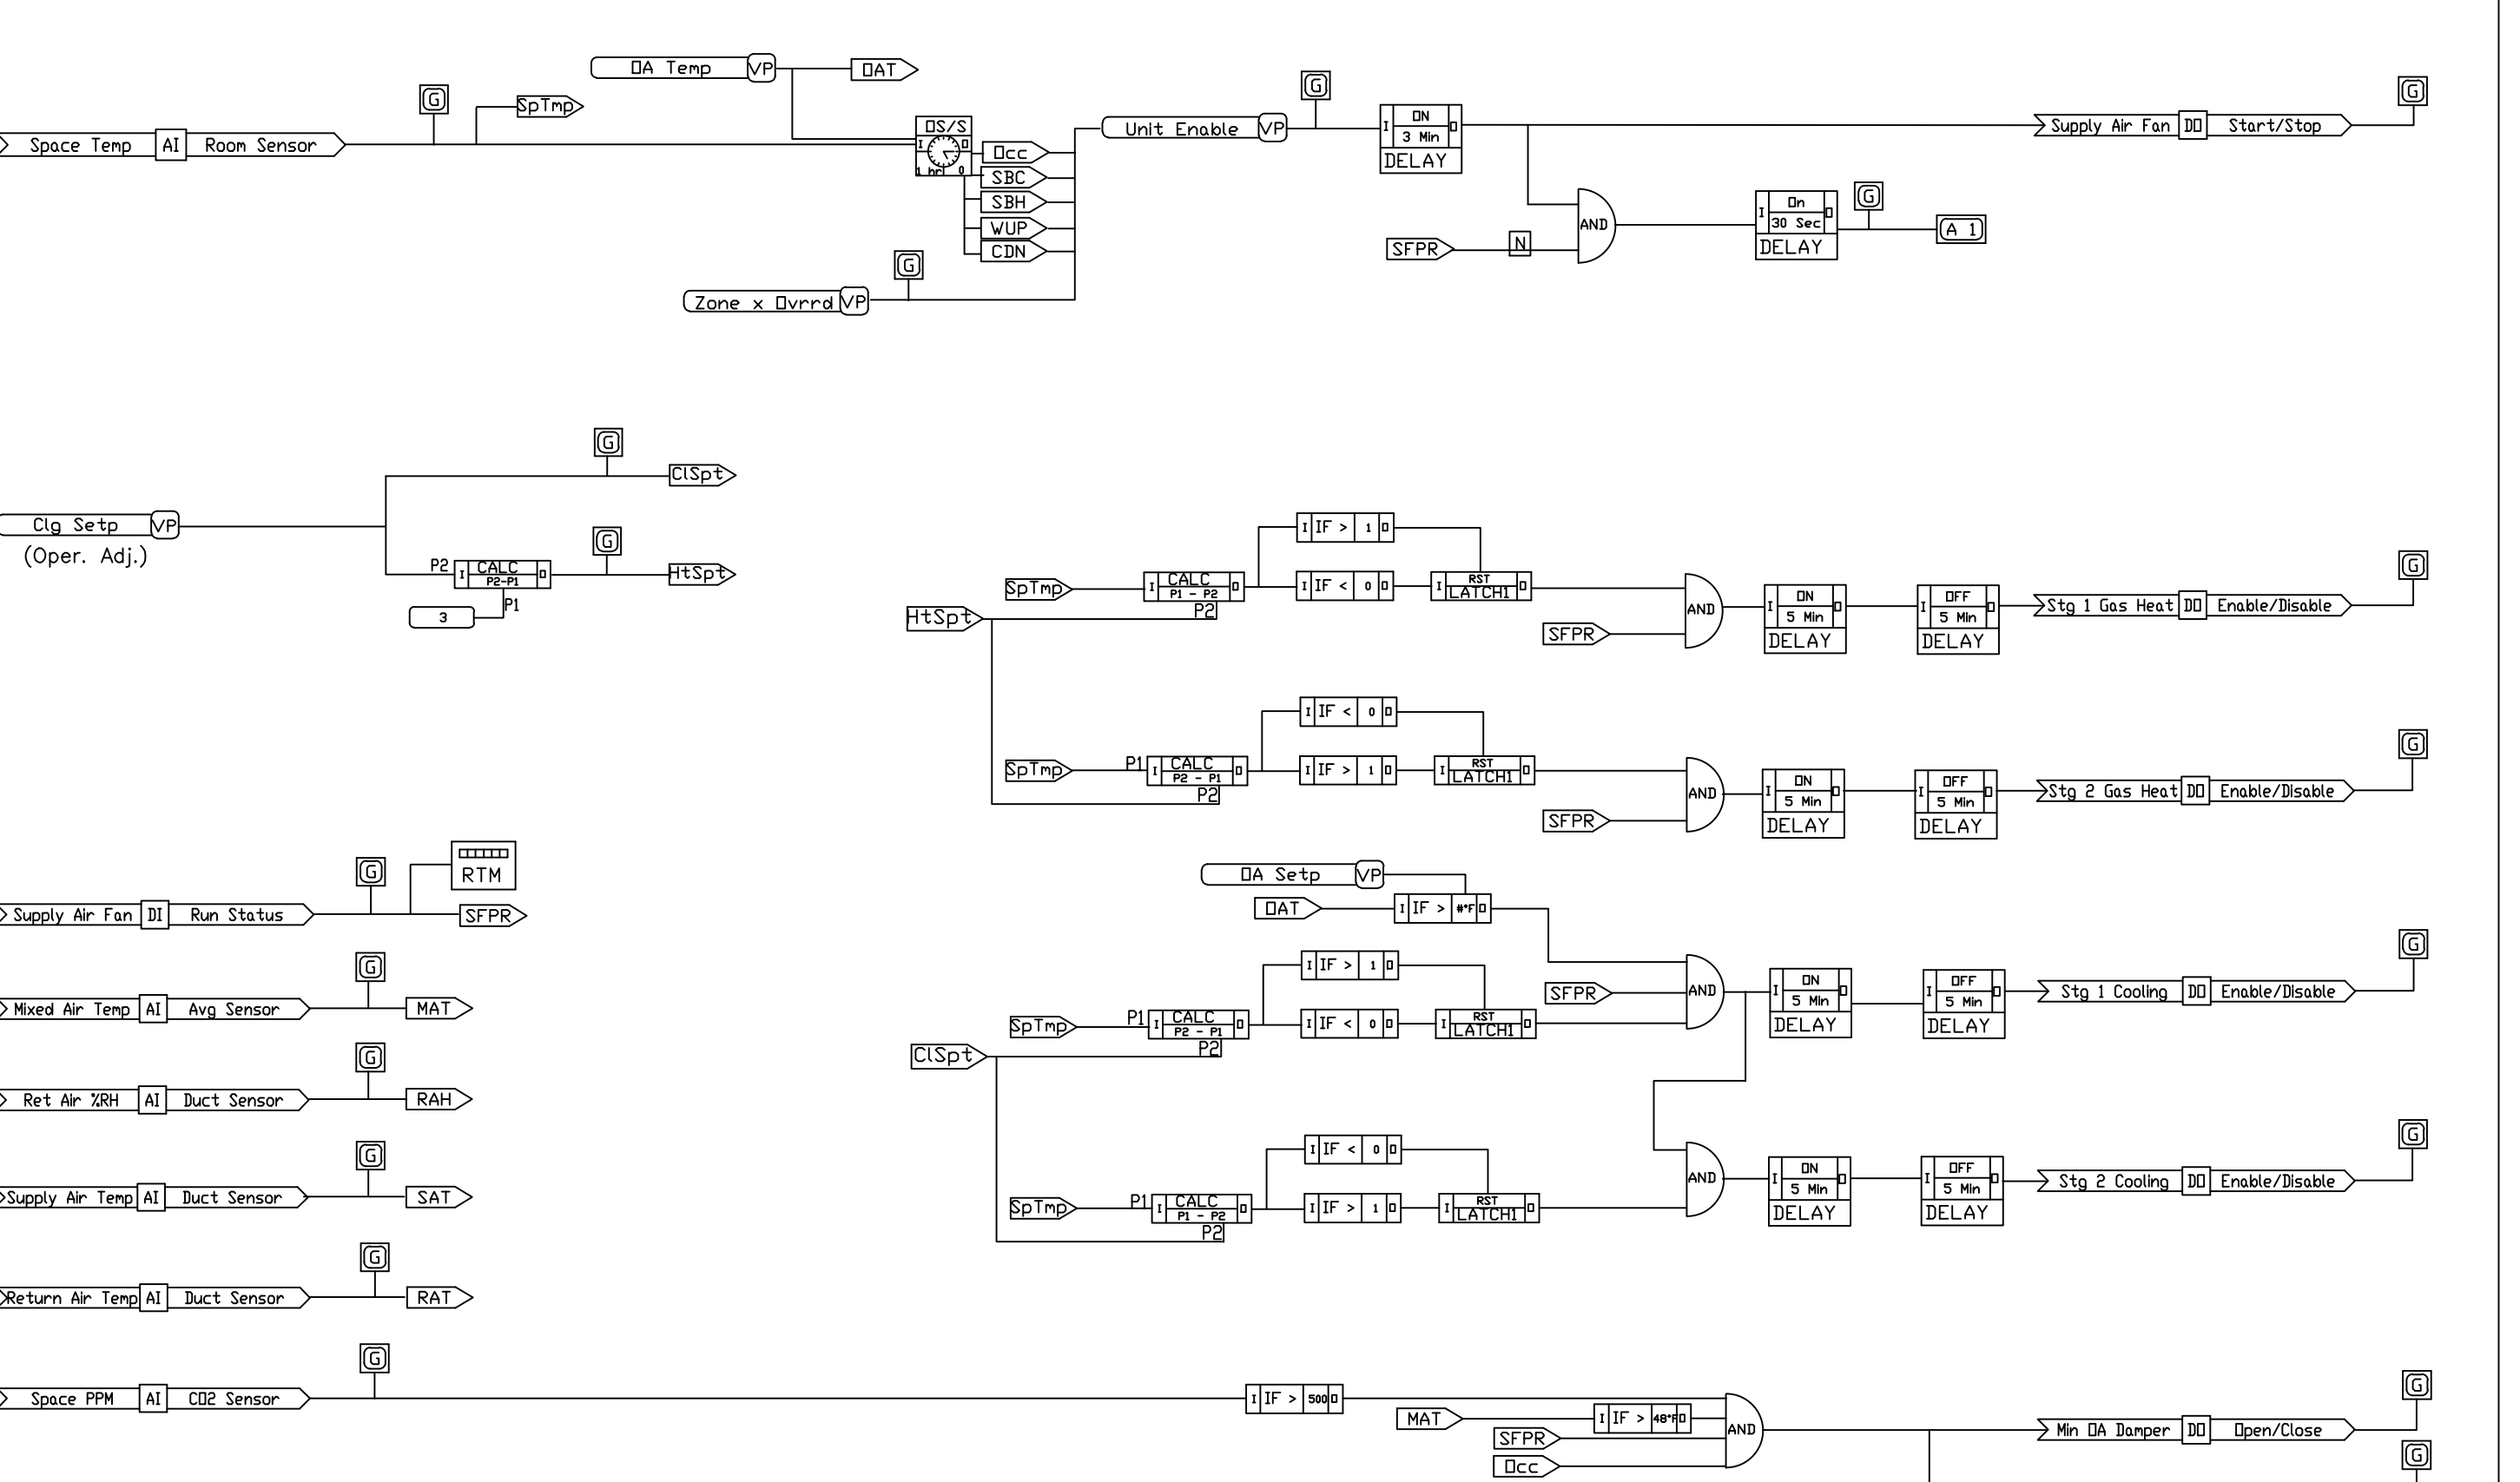 OA Temp VP OAT
G
G
SpTmp
G
Space Temp AI Room Sensor
OS/S
I O
1 hr 0
Occ
SBC
SBH
WUP
CDN
Unit Enable VP
I ON O
3 Min
DELAY
Supply Air Fan DO Start/Stop
G
SFPR N
AND
I On O
30 Sec
DELAY
A 1
G
Zone x Ovrrd VP
G
ClSpt
Clg Setp VP
(Oper. Adj.)
G
P2 I CALC O
P2-P1
HtSpt
3
P1
I IF > 1 O
G
SpTmp I CALC O
P1 - P2
I IF < 0 O
I RST O
LATCH1
HtSpt
P2
AND
SFPR
I ON O
5 Min
DELAY
I OFF O
5 Min
DELAY
Stg 1 Gas Heat DO Enable/Disable
I IF < 0 O
G
SpTmp P1 I CALC O
P2 - P1
I IF > 1 O
I RST O
LATCH1
P2
AND
SFPR
I ON O
5 Min
DELAY
I OFF O
5 Min
DELAY
Stg 2 Gas Heat DO Enable/Disable
RTM
G
Supply Air Fan DI Run Status
SFPR
OA Setp VP
OAT I IF > #°F O
G
Mixed Air Temp AI Avg Sensor
MAT
I IF > 1 O
SFPR
AND
G
SpTmp P1 I CALC O
P2 - P1
I IF < 0 O
I RST O
LATCH1
P2
ClSpt
I ON O
5 Min
DELAY
I OFF O
5 Min
DELAY
Stg 1 Cooling DO Enable/Disable
G
Ret Air %RH AI Duct Sensor
RAH
I IF < 0 O
G
G
Supply Air Temp AI Duct Sensor
SAT
SpTmp P1 I CALC O
P1 - P2
I IF > 1 O
I RST O
LATCH1
P2
AND
I ON O
5 Min
DELAY
I OFF O
5 Min
DELAY
Stg 2 Cooling DO Enable/Disable
G
Return Air Temp AI Duct Sensor
RAT
G
Space PPM AI CO2 Sensor
I IF > 500 O
MAT I IF > 48°F O
SFPR
Occ
AND
Min OA Damper DO Open/Close
G
G